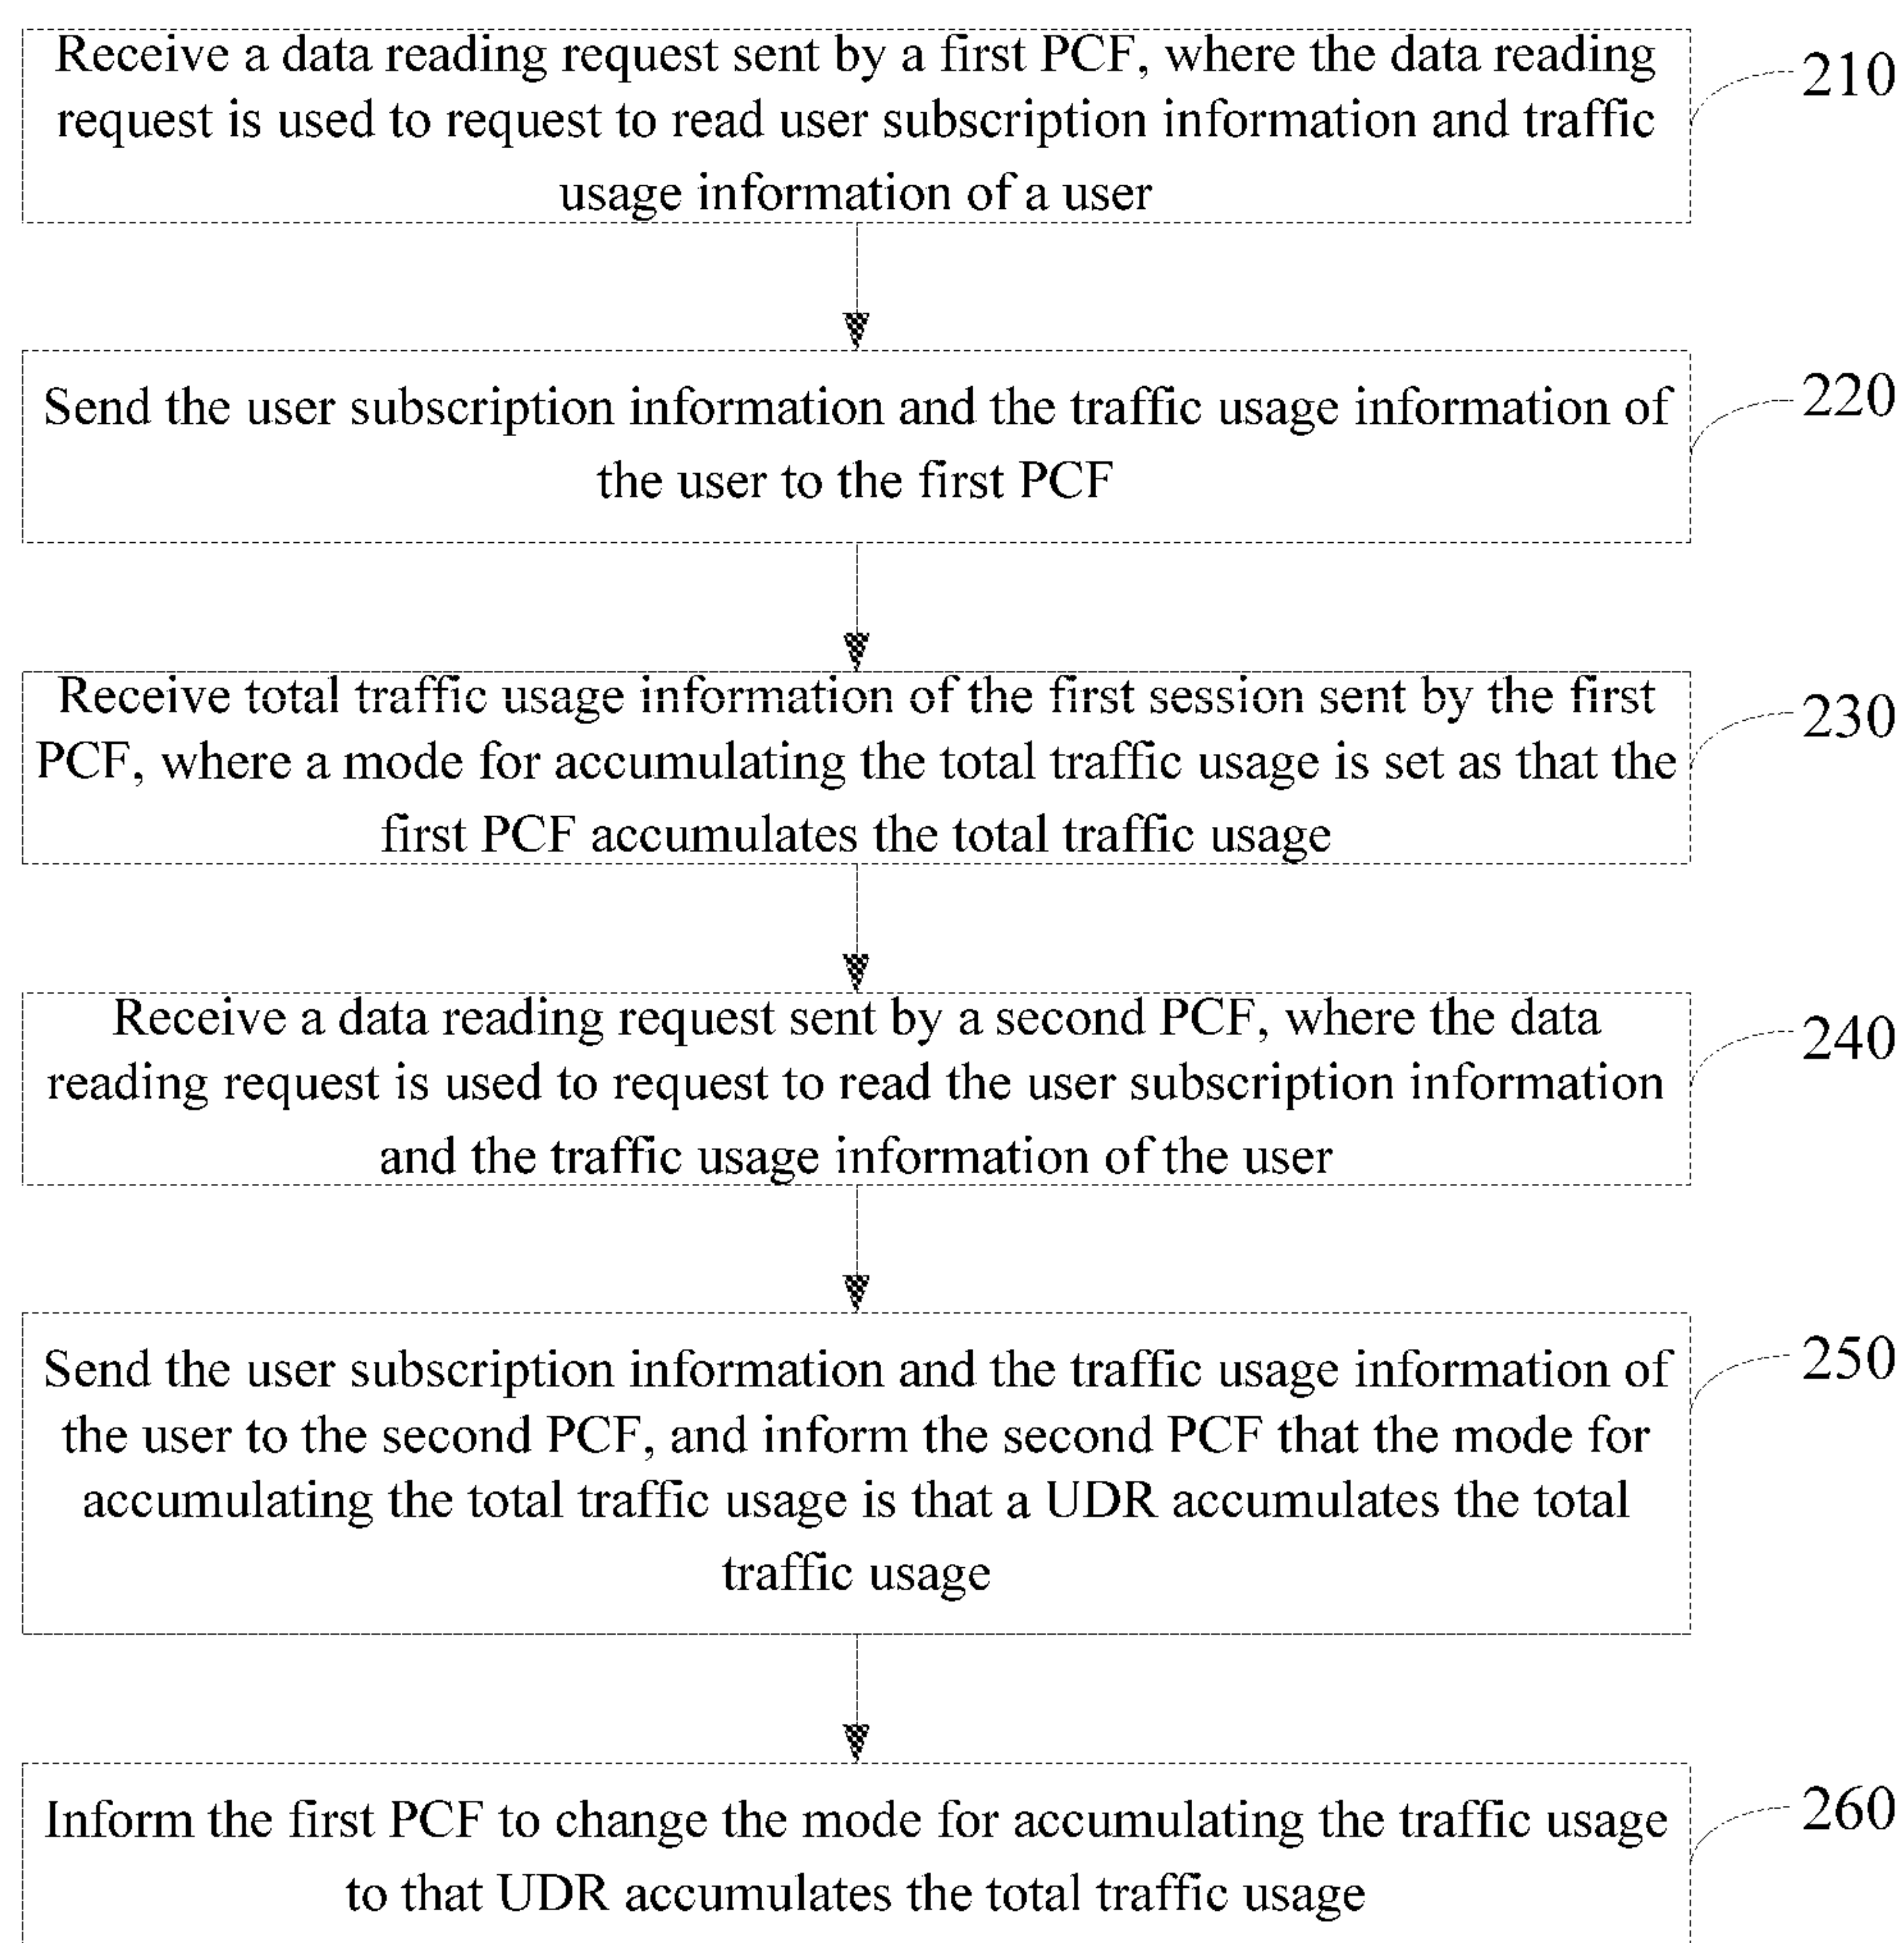 Receive a data reading request sent by a first PCF, where the data reading
request is used to request to read user subscription information and traffic
usage information of a user
210
Send the user subscription information and the traffic usage information of
the user to the first PCF
220
Receive total traffic usage information of the first session sent by the first
PCF, where a mode for accumulating the total traffic usage is set as that the
first PCF accumulates the total traffic usage
230
Receive a data reading request sent by a second PCF, where the data
reading request is used to request to read the user subscription information
and the traffic usage information of the user
240
Send the user subscription information and the traffic usage information of
the user to the second PCF, and inform the second PCF that the mode for
accumulating the total traffic usage is that a UDR accumulates the total
traffic usage
250
Inform the first PCF to change the mode for accumulating the traffic usage
to that UDR accumulates the total traffic usage
260